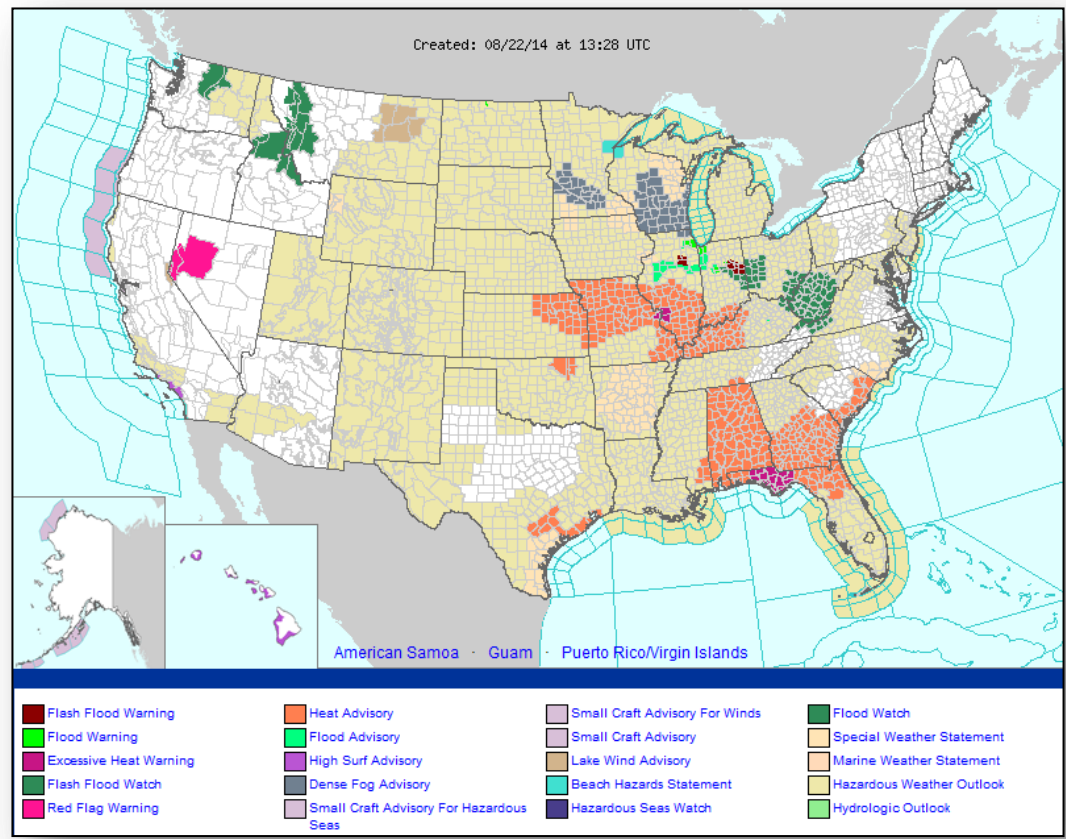 Created: 08/22/14 at 13:28 UTC
American Samoa · Guam · Puerto Rico/Virgin Islands
Flash Flood Warning
Heat Advisory
Small Craft Advisory For Winds
Flood Watch
Flood Warning
Flood Advisory
Small Craft Advisory
Special Weather Statement
Excessive Heat Warning
High Surf Advisory
Lake Wind Advisory
Marine Weather Statement
Flash Flood Watch
Dense Fog Advisory
Beach Hazards Statement
Hazardous Weather Outlook
Red Flag Warning
Small Craft Advisory For Hazardous
Seas
Hazardous Seas Watch
Hydrologic Outlook